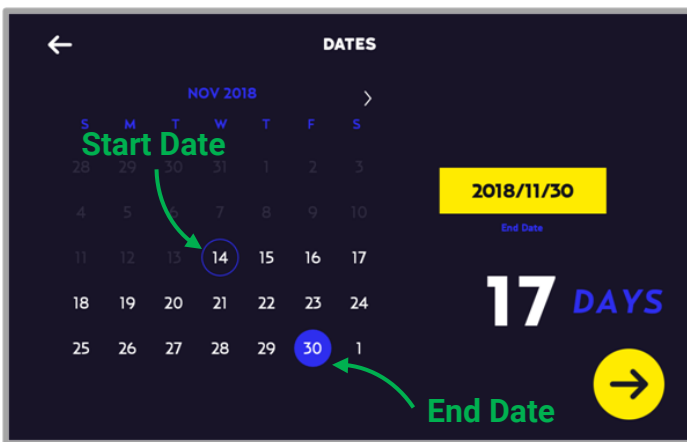 DATES
NOV 2018
S M T W T F S
Start Date
28 29 30 31 1 2 3
4 5 6 7 8 9 10
11 12 13 14 15 16 17
18 19 20 21 22 23 24
25 26 27 28 29 30 1
2018/11/30
End Date
17 DAYS
End Date